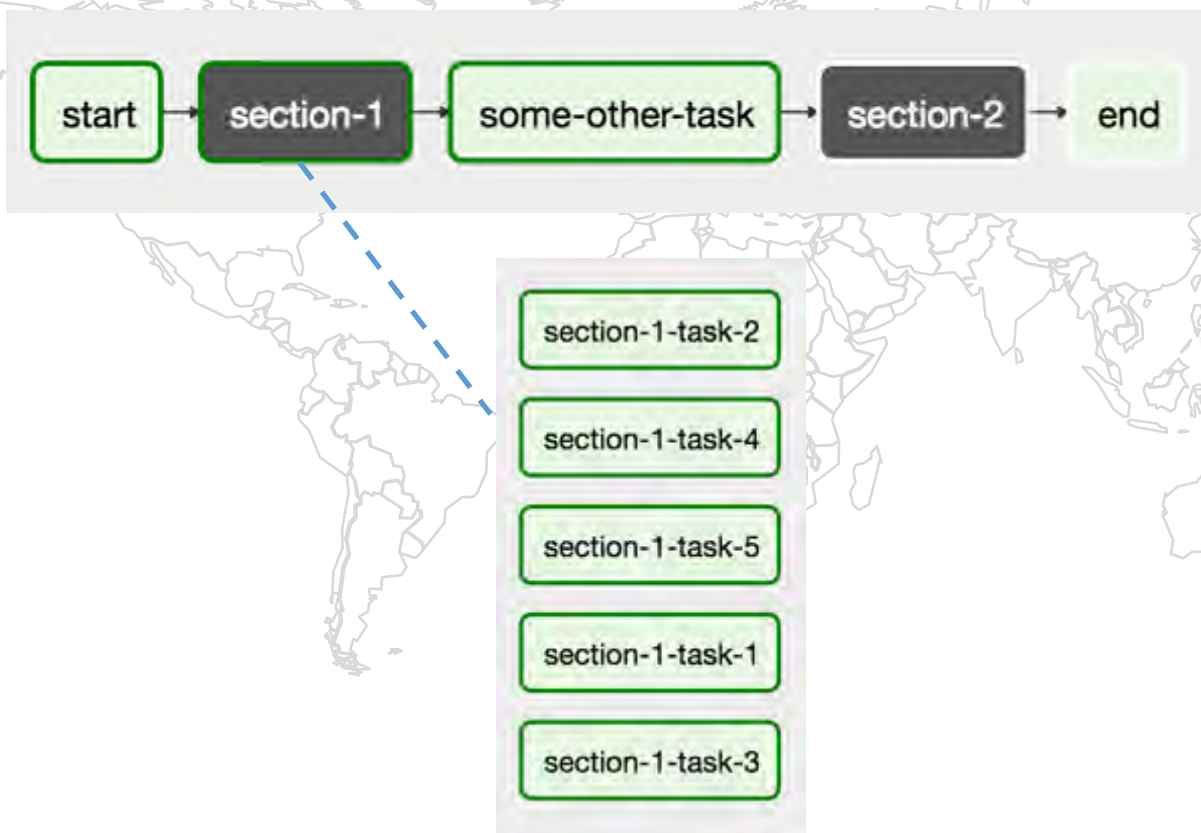 start
section-1
some-other-task
section-2
end
section-1-task-2
section-1-task-4
section-1-task-5
section-1-task-1
section-1-task-3